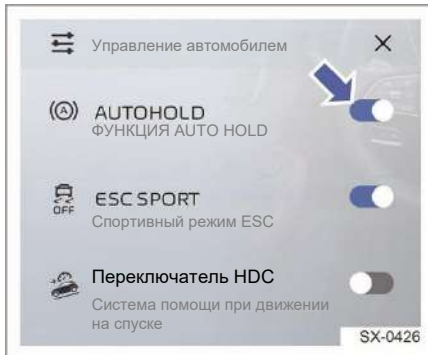 Управление автомобилем
(A) AUTOHOLD
ФУНКЦИЯ AUTO HOLD
OFF ESC SPORT
Спортивный режим ESC
Переключатель HDC
Система помощи при движении
на спуске
SX-0426